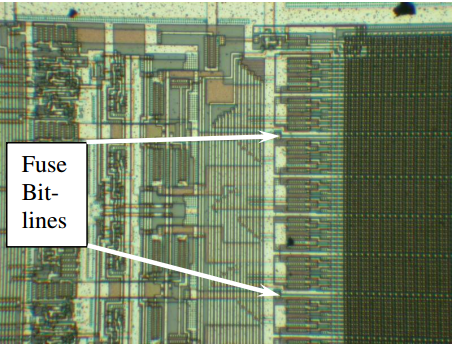 Fuse
Bit-
lines